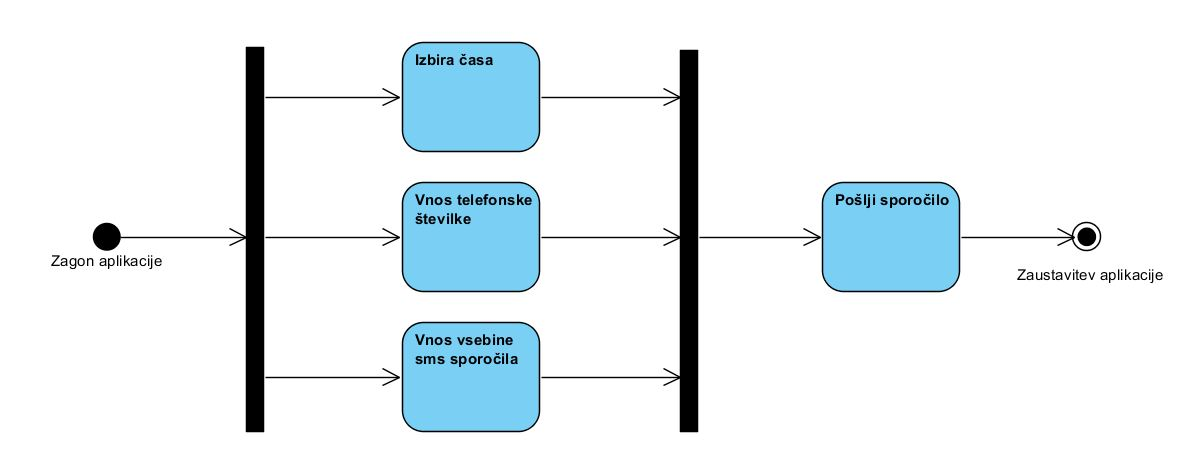 Zagon aplikacije
Izbira časa
Vnos telefonske
številke
Vnos vsebine
sms sporočila
Pošlji sporočilo
Zaustavitev aplikacije